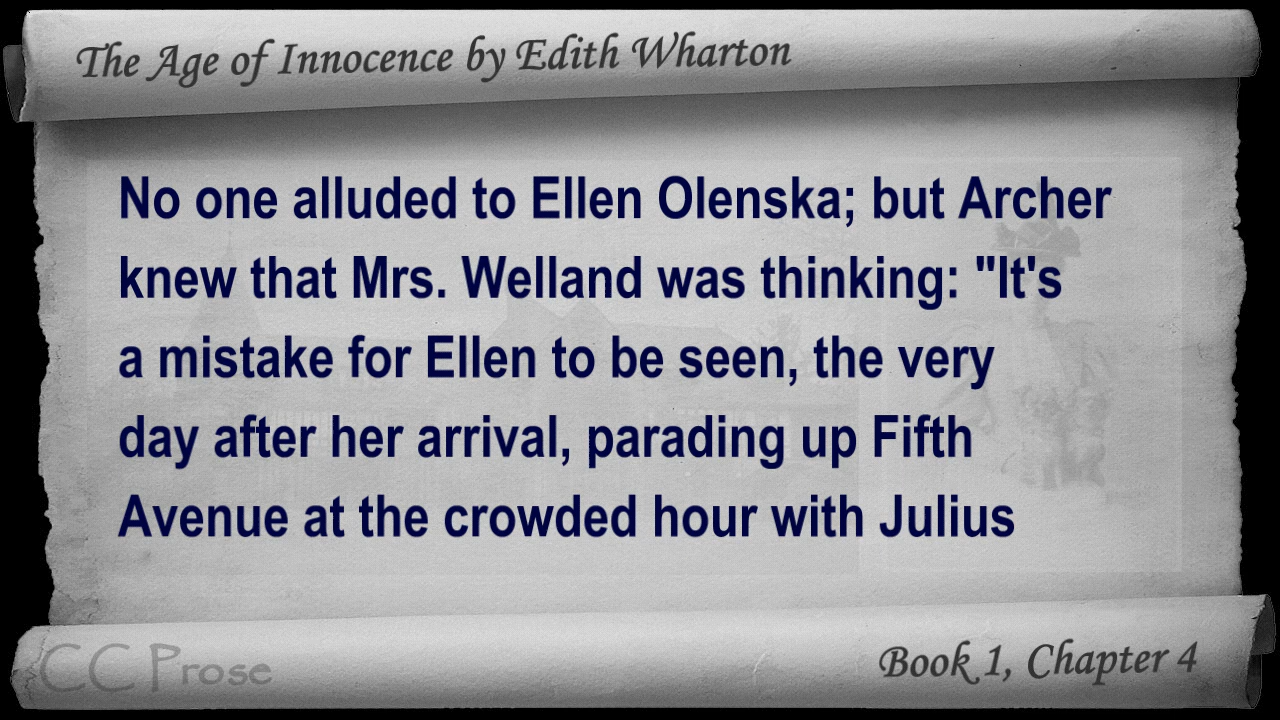 The Age of Innocence by Edith Wharton
No one alluded to Ellen Olenska; but Archer
knew that Mrs. Welland was thinking: "It's
a mistake for Ellen to be seen, the very
day after her arrival, parading up Fifth
Avenue at the crowded hour with Julius
CC Prose
Book 1, Chapter 4